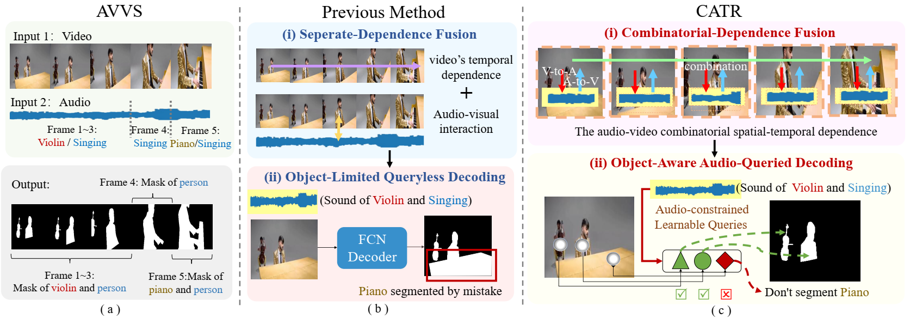 AVVS
Input 1: Video
Input 2: Audio
Frame 1~3:
Violin / Singing
Frame 4:
Singing
Frame 5:
Piano/Singing
Output:
Frame 4: Mask of person
Frame 1~3:
Mask of violin and person
Frame 5:Mask of
piano and person
( a )
Previous Method
(i) Seperate-Dependence Fusion
video's temporal
dependence
+
Audio-visual
interaction
(ii) Object-Limited Queryless Decoding
(Sound of Violin and Singing)
FCN
Decoder
Piano segmented by mistake
( b )
CATR
(i) Combinatorial-Dependence Fusion
V-to-A
A-to-V
combination
The audio-video combinatorial spatial-temporal dependence
(ii) Object-Aware Audio-Queried Decoding
(Sound of Violin and Singing)
Audio-constrained
Learnable Queries
Don't segment Piano
( c )